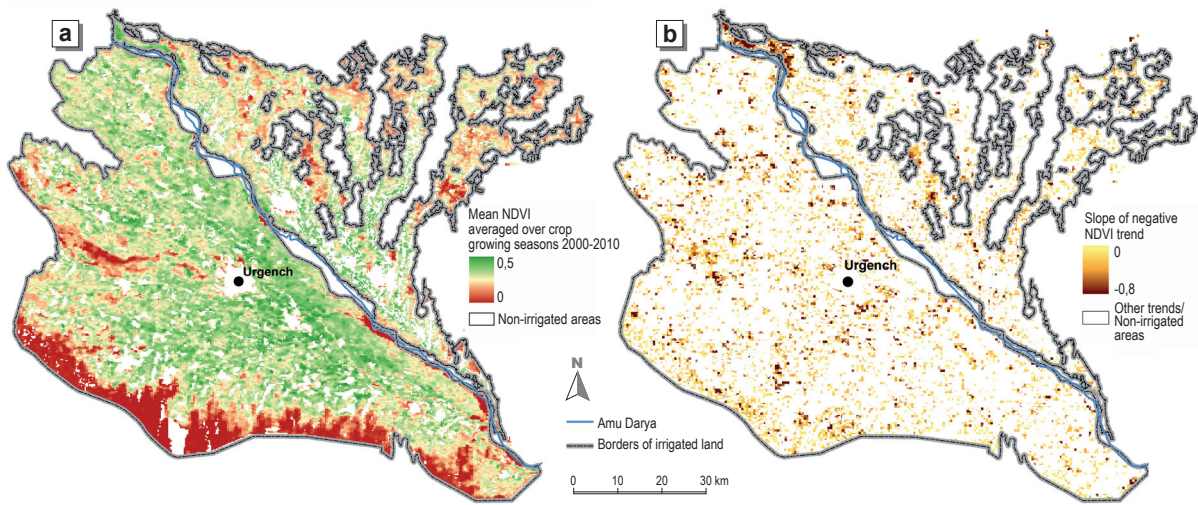 a
Urgench
Mean NDVI
averaged over crop
growing seasons 2000-2010
0,5
0
Non-irrigated areas
N
Amu Darya
Borders of irrigated land
0 10 20 30 km
b
Urgench
Slope of negative
NDVI trend
0
-0,8
Other trends/
Non-irrigated
areas